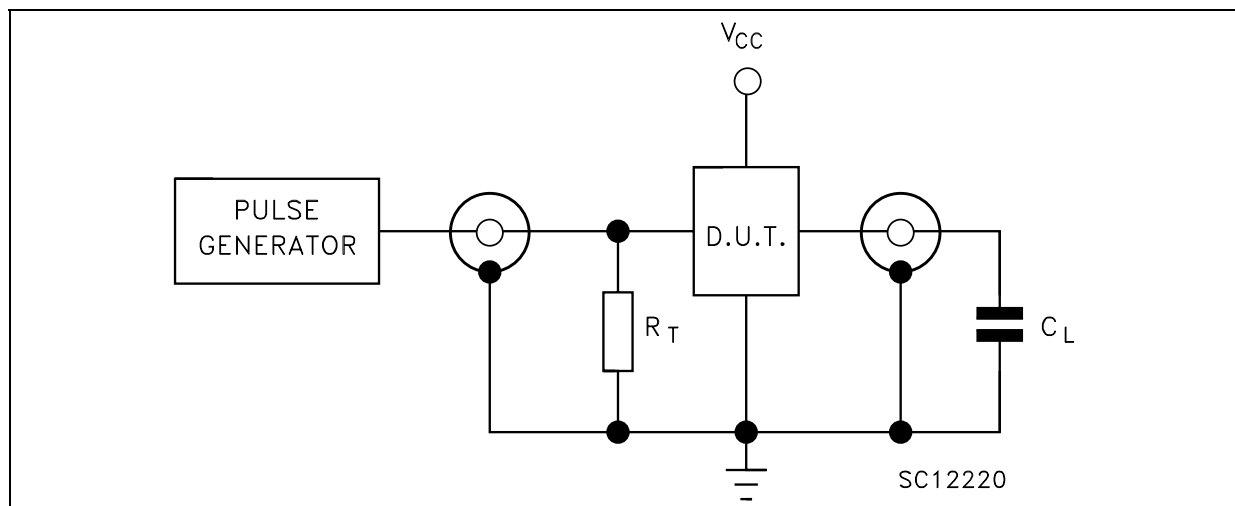 VCC
PULSE
GENERATOR
D.U.T.
RT
CL
SC12220